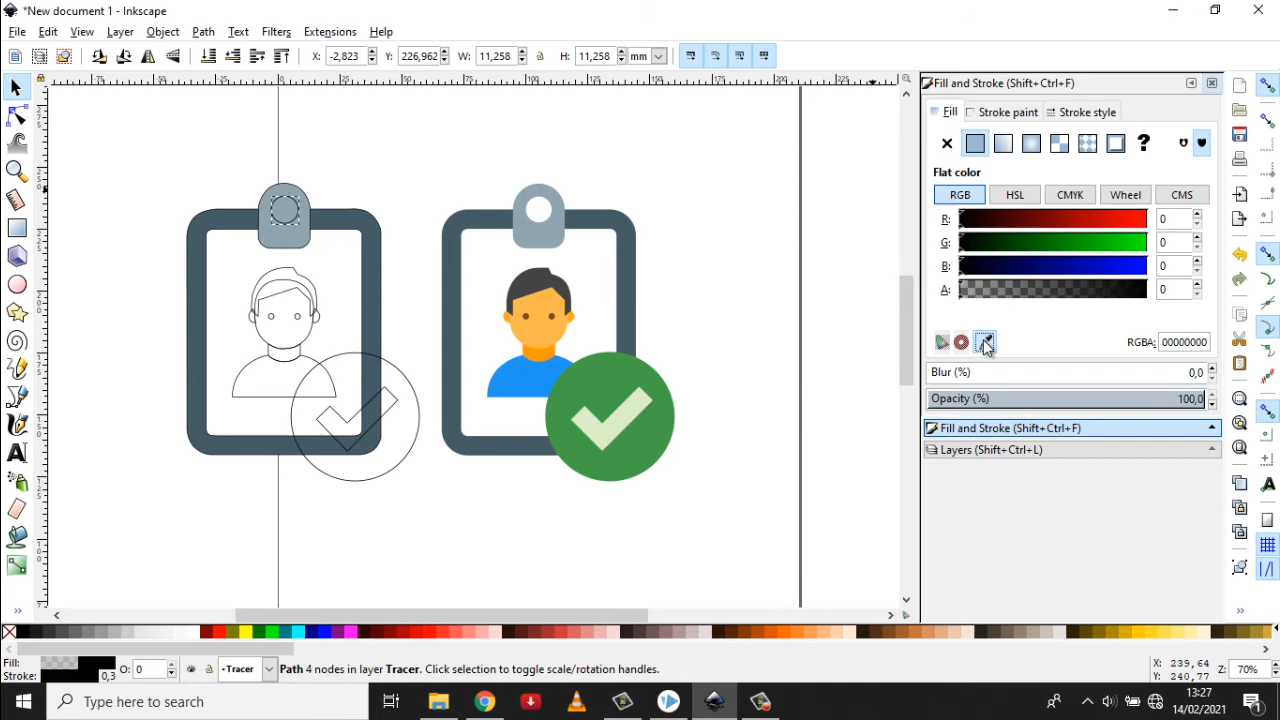 *New document 1 - Inkscape
File Edit View Layer Object Path Text Filters Extensions Help
X: -2,823 Y: 226,962 W: 11,258 H: 11,258 mm
Fill and Stroke (Shift+Ctrl+F)
Fill Stroke paint Stroke style
?
Flat color
RGB HSL CMYK Wheel CMS
R: 0
G: 0
B: 0
A: 0
RGBA: 00000000
Blur (%) 0,0
Opacity (%) 100,0
Fill and Stroke (Shift+Ctrl+F)
Layers (Shift+Ctrl+L)
Fill:
Stroke: 0,3
O: 0
•Tracer
Path 4 nodes in layer Tracer. Click selection to toggle scale/rotation handles.
X: 239,64
Y: 240,77
Z: 70%
Type here to search
13:27
14/02/2021